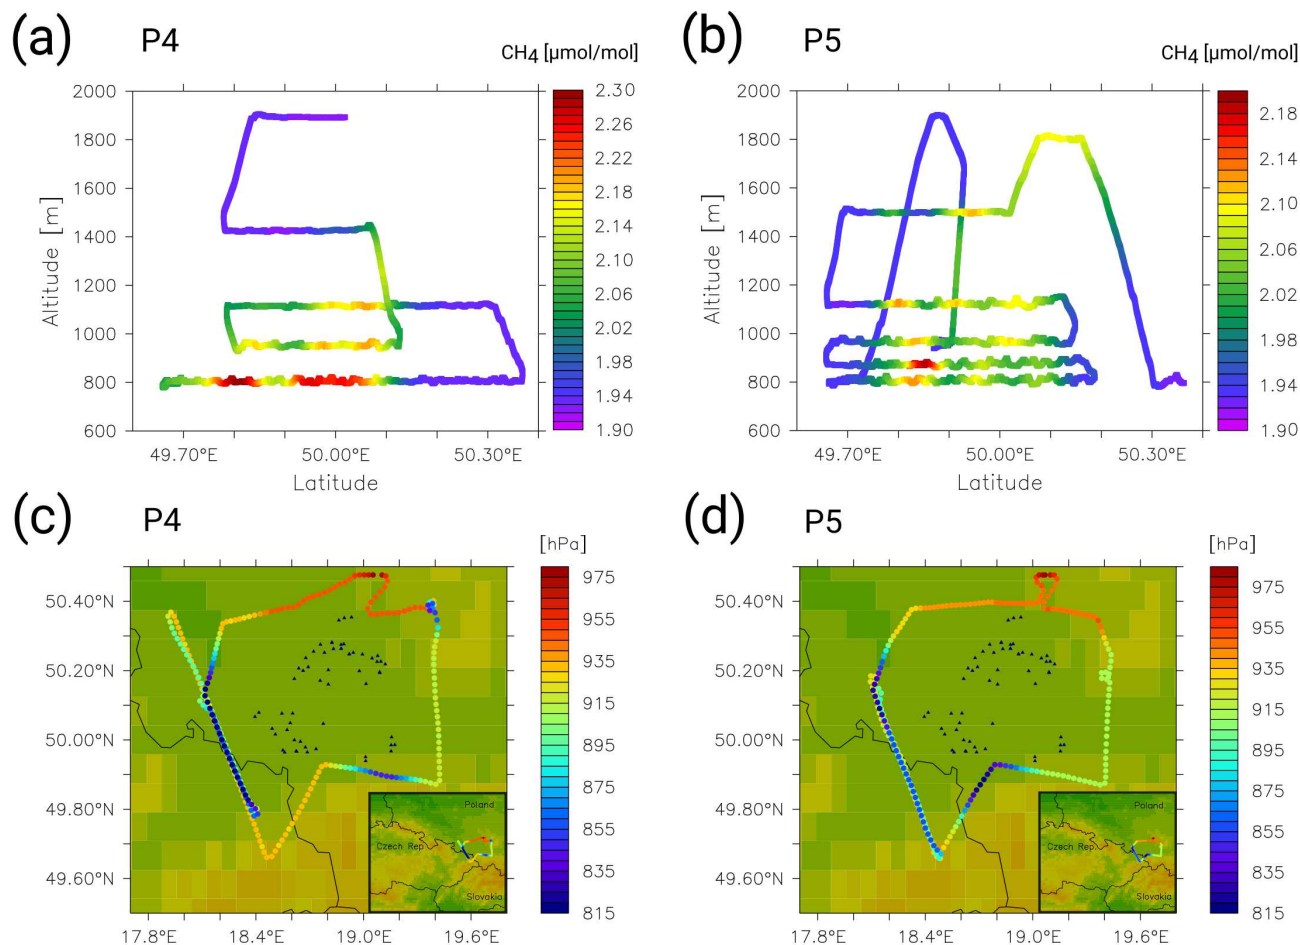 (a) P4 CH₄ [µmol/mol]
2000
1800
1600
1400
1200
1000
800
600
Altitude [m]
49.70°E 50.00°E 50.30°E
Latitude
2.30
2.26
2.22
2.18
2.14
2.10
2.06
2.02
1.98
1.94
1.90
(b) P5 CH₄ [µmol/mol]
2000
1800
1600
1400
1200
1000
800
600
Altitude [m]
49.70°E 50.00°E 50.30°E
Latitude
2.18
2.14
2.10
2.06
2.02
1.98
1.94
1.90
(c) P4 [hPa]
50.40°N
50.20°N
50.00°N
49.80°N
49.60°N
17.8°E 18.4°E 19.0°E 19.6°E
Poland
Czech Rep.
Slovakia
975
955
935
915
895
875
855
835
815
(d) P5 [hPa]
50.40°N
50.20°N
50.00°N
49.80°N
49.60°N
17.8°E 18.4°E 19.0°E 19.6°E
Poland
Czech Rep.
Slovakia
975
955
935
915
895
875
855
835
815